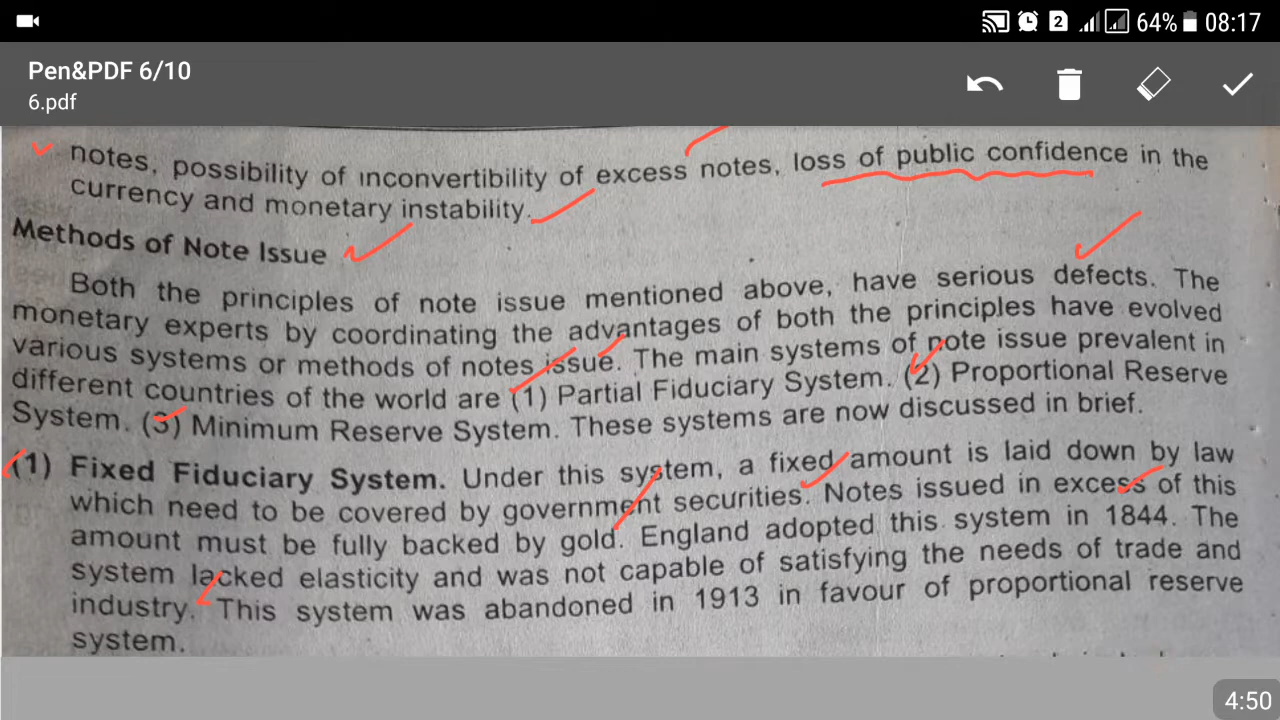 2 64% 08:17
Pen&PDF 6/10
6.pdf
notes, possibility of inconvertibility of excess notes, loss of public confidence in the
currency and monetary instability.
Methods of Note Issue
Both the principles of note issue mentioned above, have serious defects. The
monetary experts by coordinating the advantages of both the principles have evolved
various systems or methods of notes issue. The main systems of note issue prevalent in
different countries of the world are (1) Partial Fiduciary System. (2) Proportional Reserve
System. (3) Minimum Reserve System. These systems are now discussed in brief.
(1) Fixed Fiduciary System. Under this system, a fixed amount is laid down by law
which need to be covered by government securities. Notes issued in excess of this
amount must be fully backed by gold. England adopted this system in 1844. The
system lacked elasticity and was not capable of satisfying the needs of trade and
industry. This system was abandoned in 1913 in favour of proportional reserve
system.
4:50